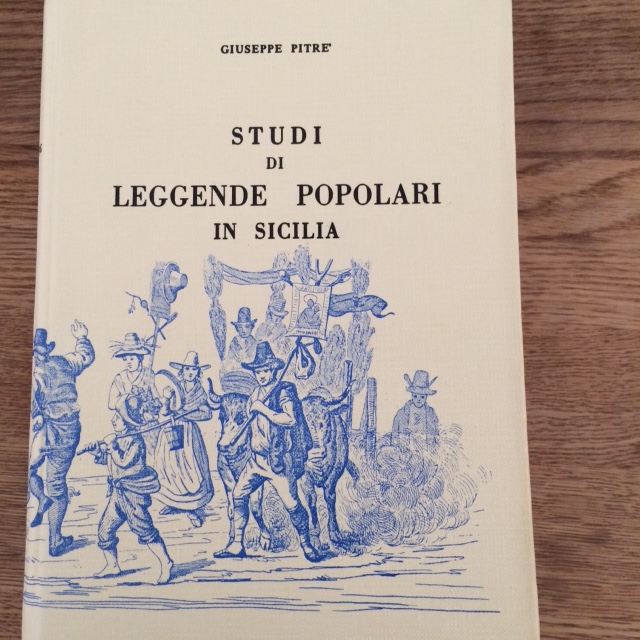 GIUSEPPE PITRE'
STUDI
DI
LEGGENDE POPOLARI
IN SICILIA